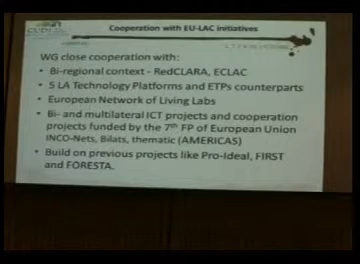 Cooperation with EU-LAC initiatives
WG close cooperation with:
• Bi-regional context - RedCLARA, ECLAC
• 5 LA Technology Platforms and ETPs counterparts
• European Network of Living Labs
• Bi- and multilateral ICT projects and cooperation
projects funded by the 7th FP of European Union
INCO-Nets, Bilats, thematic (AMERICAS)
• Build on previous projects like Pro-Ideal, FIRST
and FORESTA.